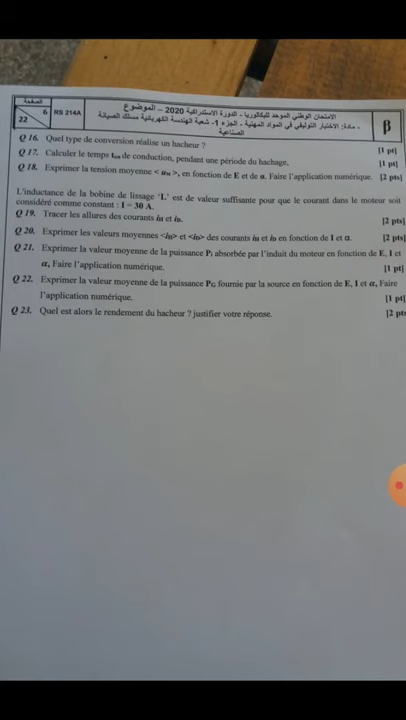 الصفحة
6
22
RS 214A
الامتحان الوطني الموحد للبكالوريا - الدورة الاستدراكية 2020 – الموضوع
- مادة: الاختبار التوليفي في المواد المهنية - الجزء 1- شعبة الهندسة الكهربائية مسلك الصيانة
الصناعية
β
Q 16. Quel type de conversion réalise un hacheur ? [1 pt]
Q 17. Calculer le temps ton de conduction, pendant une période du hachage, [1 pt]
Q 18. Exprimer la tension moyenne < uM >, en fonction de E et de α. Faire l'application numérique. [2 pts]
L'inductance de la bobine de lissage 'L' est de valeur suffisante pour que le courant dans le moteur soit
considéré comme constant : I = 30 A.
Q 19. Tracer les allures des courants iH et iD. [2 pts]
Q 20. Exprimer les valeurs moyennes <iH> et <iD> des courants iH et iD en fonction de I et α. [2 pts]
Q 21. Exprimer la valeur moyenne de la puissance absorbée par l'induit du moteur en fonction de E, I et
α, Faire l'application numérique. [1 pt]
Q 22. Exprimer la valeur moyenne de la puissance PG fournie par la source en fonction de E, I et α, Faire
l'application numérique. [1 pt]
Q 23. Quel est alors le rendement du hacheur ? justifier votre réponse. [2 pt